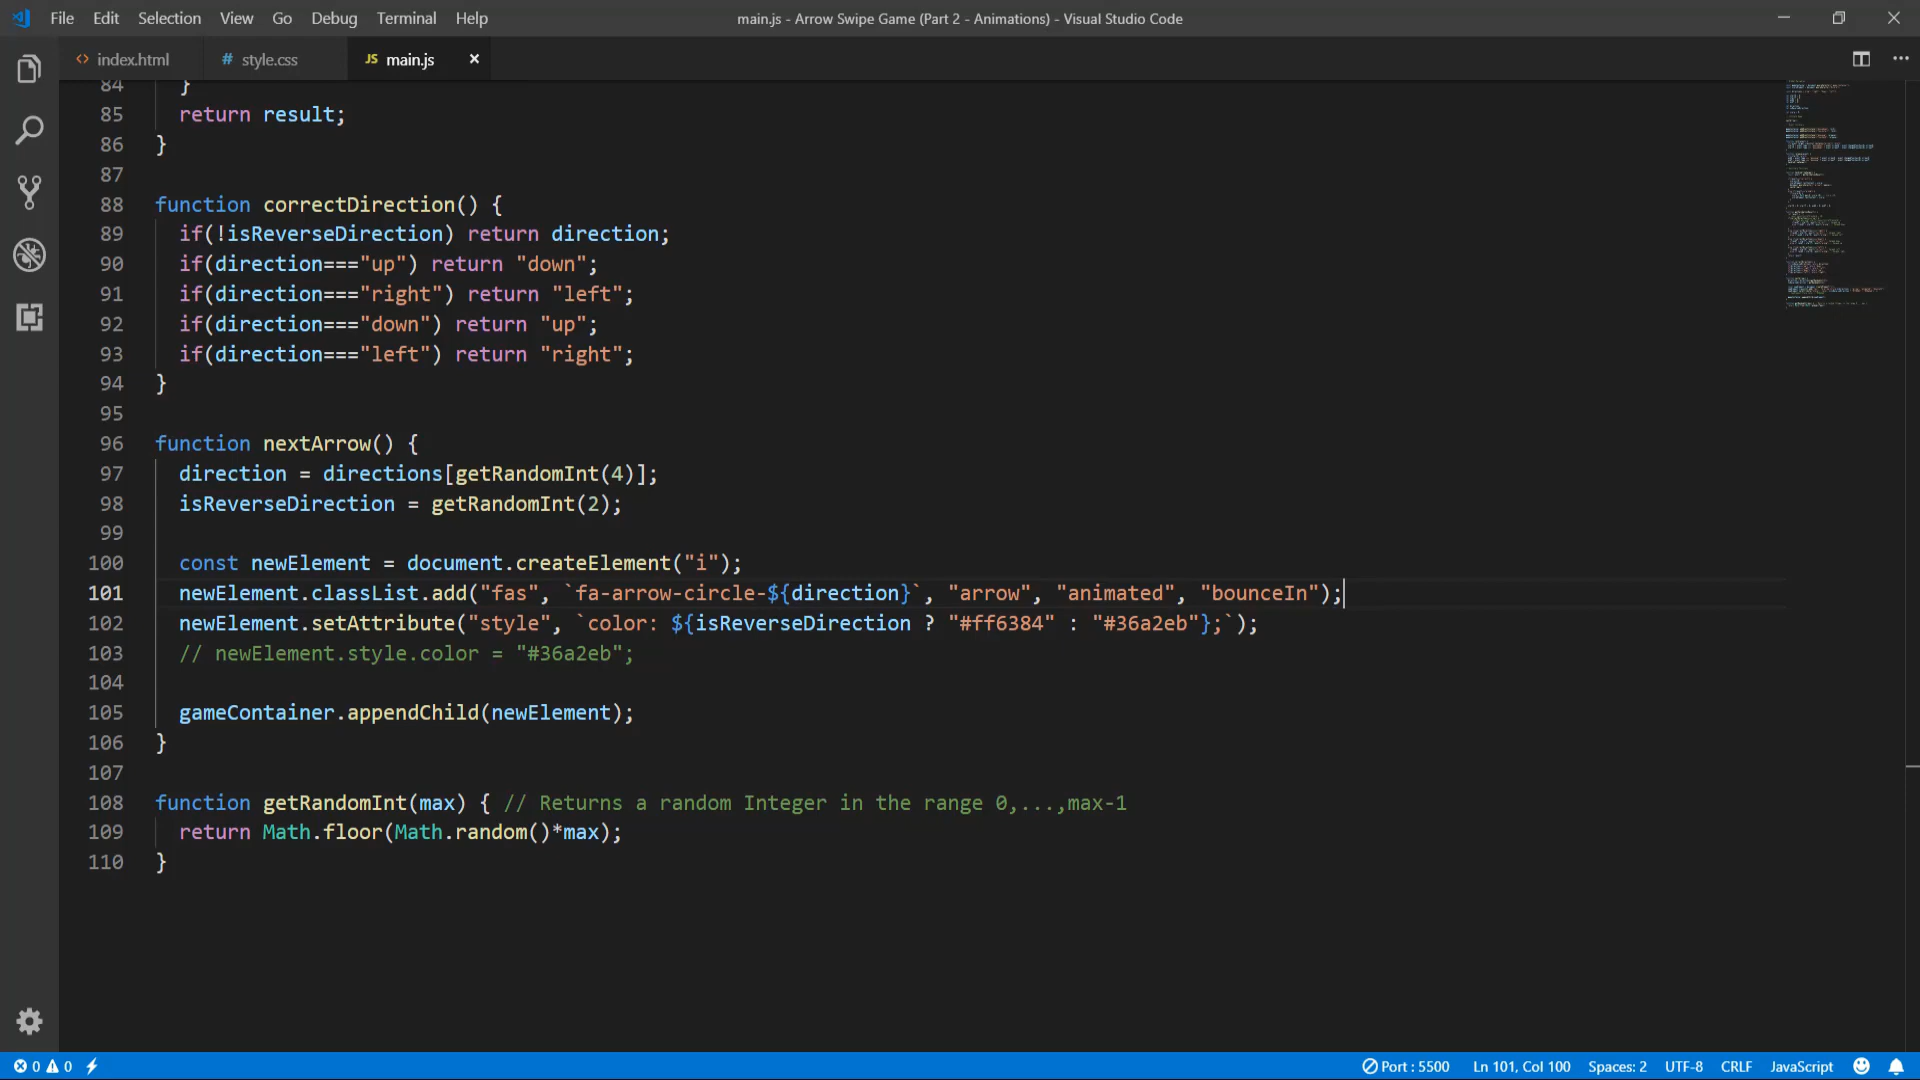 File Edit Selection View Go Debug Terminal Help
main.js - Arrow Swipe Game (Part 2 - Animations) - Visual Studio Code
<> index.html # style.css JS main.js ×
84 }
85 return result;
86 }
87
88 function correctDirection() {
89 if(!isReverseDirection) return direction;
90 if(direction==="up") return "down";
91 if(direction==="right") return "left";
92 if(direction==="down") return "up";
93 if(direction==="left") return "right";
94 }
95
96 function nextArrow() {
97 direction = directions[getRandomInt(4)];
98 isReverseDirection = getRandomInt(2);
99
100 const newElement = document.createElement("i");
101 newElement.classList.add("fas", `fa-arrow-circle-${direction}`, "arrow", "animated", "bounceIn");
102 newElement.setAttribute("style", `color: ${isReverseDirection ? "#ff6384" : "#36a2eb"};`);
103 // newElement.style.color = "#36a2eb";
104
105 gameContainer.appendChild(newElement);
106 }
107
108 function getRandomInt(max) { // Returns a random Integer in the range 0,...,max-1
109 return Math.floor(Math.random()*max);
110 }
0 0 Port : 5500 Ln 101, Col 100 Spaces: 2 UTF-8 CRLF JavaScript